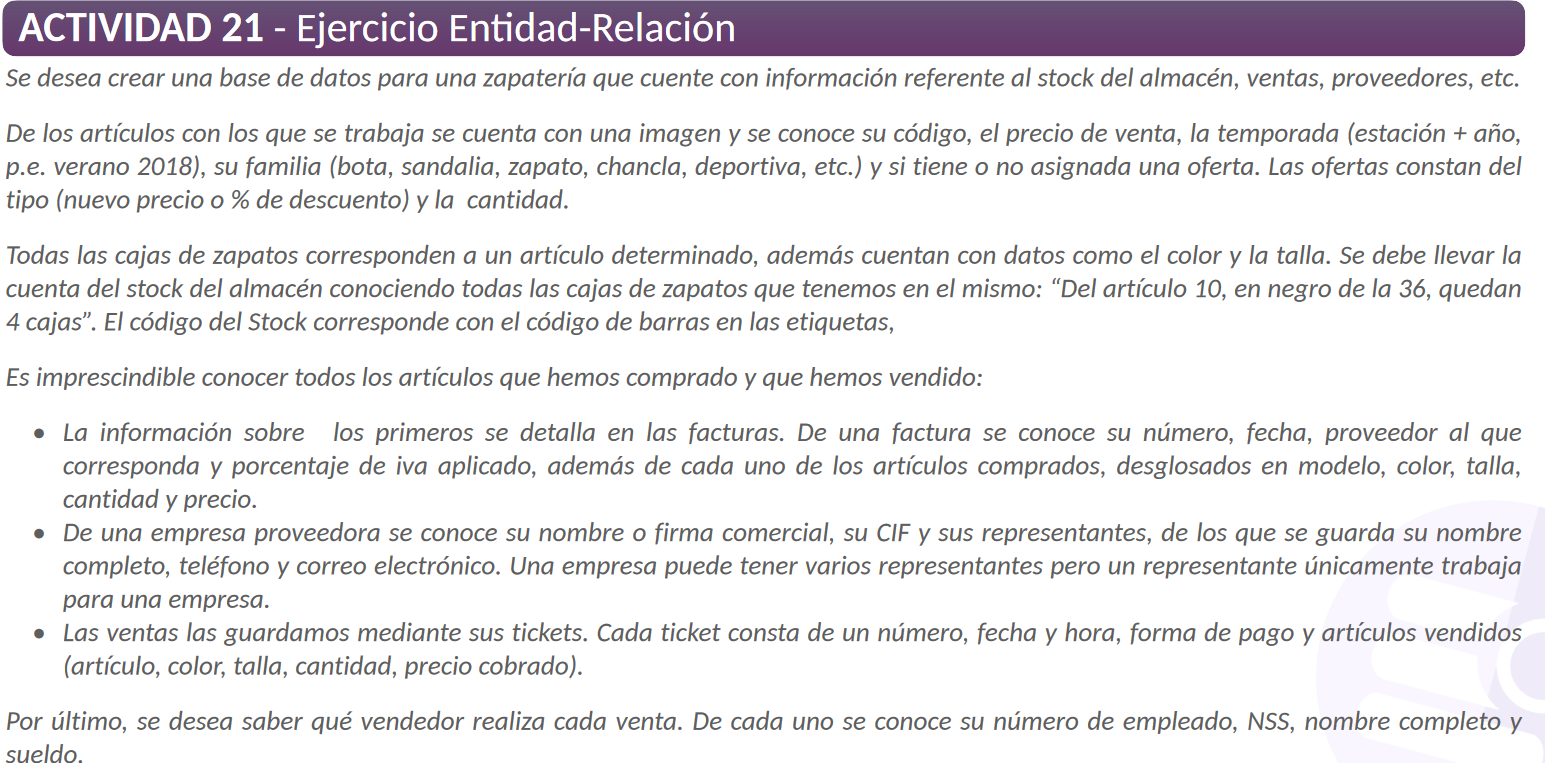 ACTIVIDAD 21 - Ejercicio Entidad-Relación
Se desea crear una base de datos para una zapatería que cuente con información referente al stock del almacén, ventas, proveedores, etc.
De los artículos con los que se trabaja se cuenta con una imagen y se conoce su código, el precio de venta, la temporada (estación + año,
p.e. verano 2018), su familia (bota, sandalia, zapato, chancla, deportiva, etc.) y si tiene o no asignada una oferta. Las ofertas constan del
tipo (nuevo precio o % de descuento) y la cantidad.
Todas las cajas de zapatos corresponden a un artículo determinado, además cuentan con datos como el color y la talla. Se debe llevar la
cuenta del stock del almacén conociendo todas las cajas de zapatos que tenemos en el mismo: “Del artículo 10, en negro de la 36, quedan
4 cajas”. El código del Stock corresponde con el código de barras en las etiquetas,
Es imprescindible conocer todos los artículos que hemos comprado y que hemos vendido:
• La información sobre los primeros se detalla en las facturas. De una factura se conoce su número, fecha, proveedor al que
corresponda y porcentaje de iva aplicado, además de cada uno de los artículos comprados, desglosados en modelo, color, talla,
cantidad y precio.
• De una empresa proveedora se conoce su nombre o firma comercial, su CIF y sus representantes, de los que se guarda su nombre
completo, teléfono y correo electrónico. Una empresa puede tener varios representantes pero un representante únicamente trabaja
para una empresa.
• Las ventas las guardamos mediante sus tickets. Cada ticket consta de un número, fecha y hora, forma de pago y artículos vendidos
(artículo, color, talla, cantidad, precio cobrado).
Por último, se desea saber qué vendedor realiza cada venta. De cada uno se conoce su número de empleado, NSS, nombre completo y
sueldo.